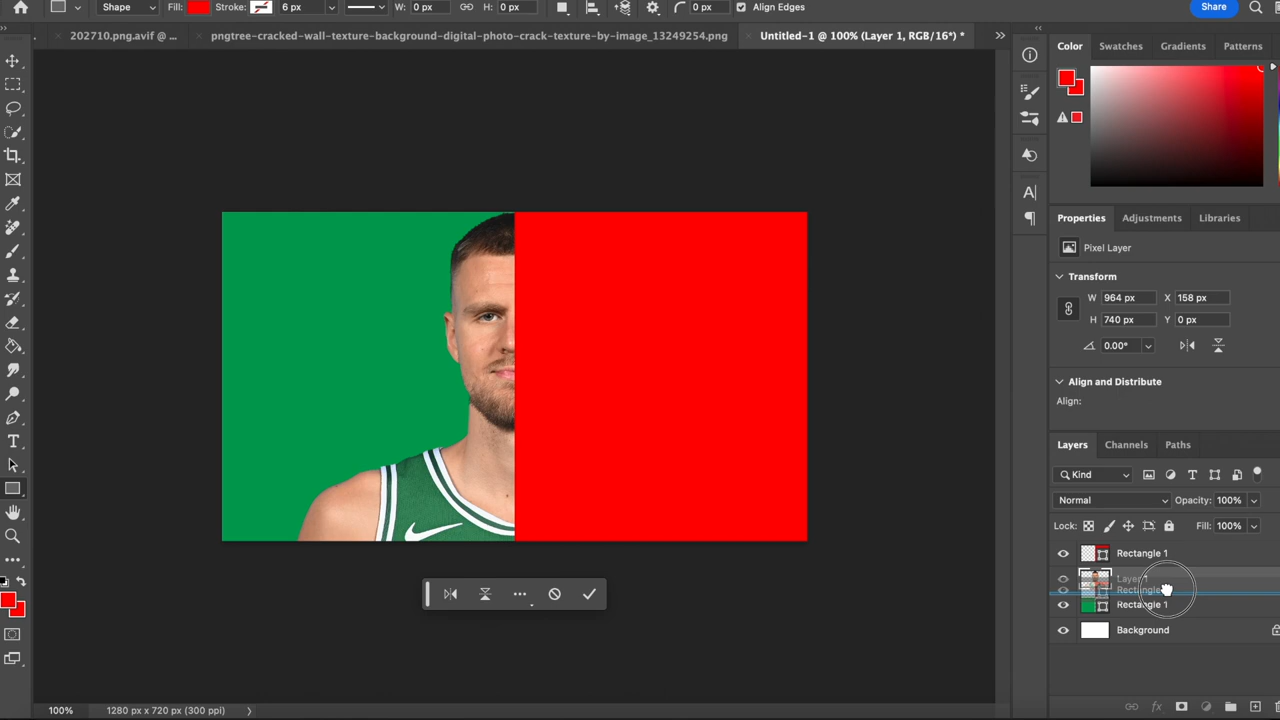 Shape Fill: Stroke: 6 px W: 0 px H: 0 px 0 px Align Edges Share
202710.png.avif @ ... pngtree-cracked-wall-texture-background-digital-photo-crack-texture-by-image_13249254.png Untitled-1 @ 100% (Layer 1, RGB/16*) *
Color Swatches Gradients Patterns
Properties Adjustments Libraries
Pixel Layer
Transform
W 964 px X 158 px
H 740 px Y 0 px
0.00°
Align and Distribute
Align:
Layers Channels Paths
Kind
Normal Opacity: 100%
Lock: Fill: 100%
Rectangle 1
Layer 1
Rectangle
Rectangle 1
Background
100% 1280 px x 720 px (300 ppi)